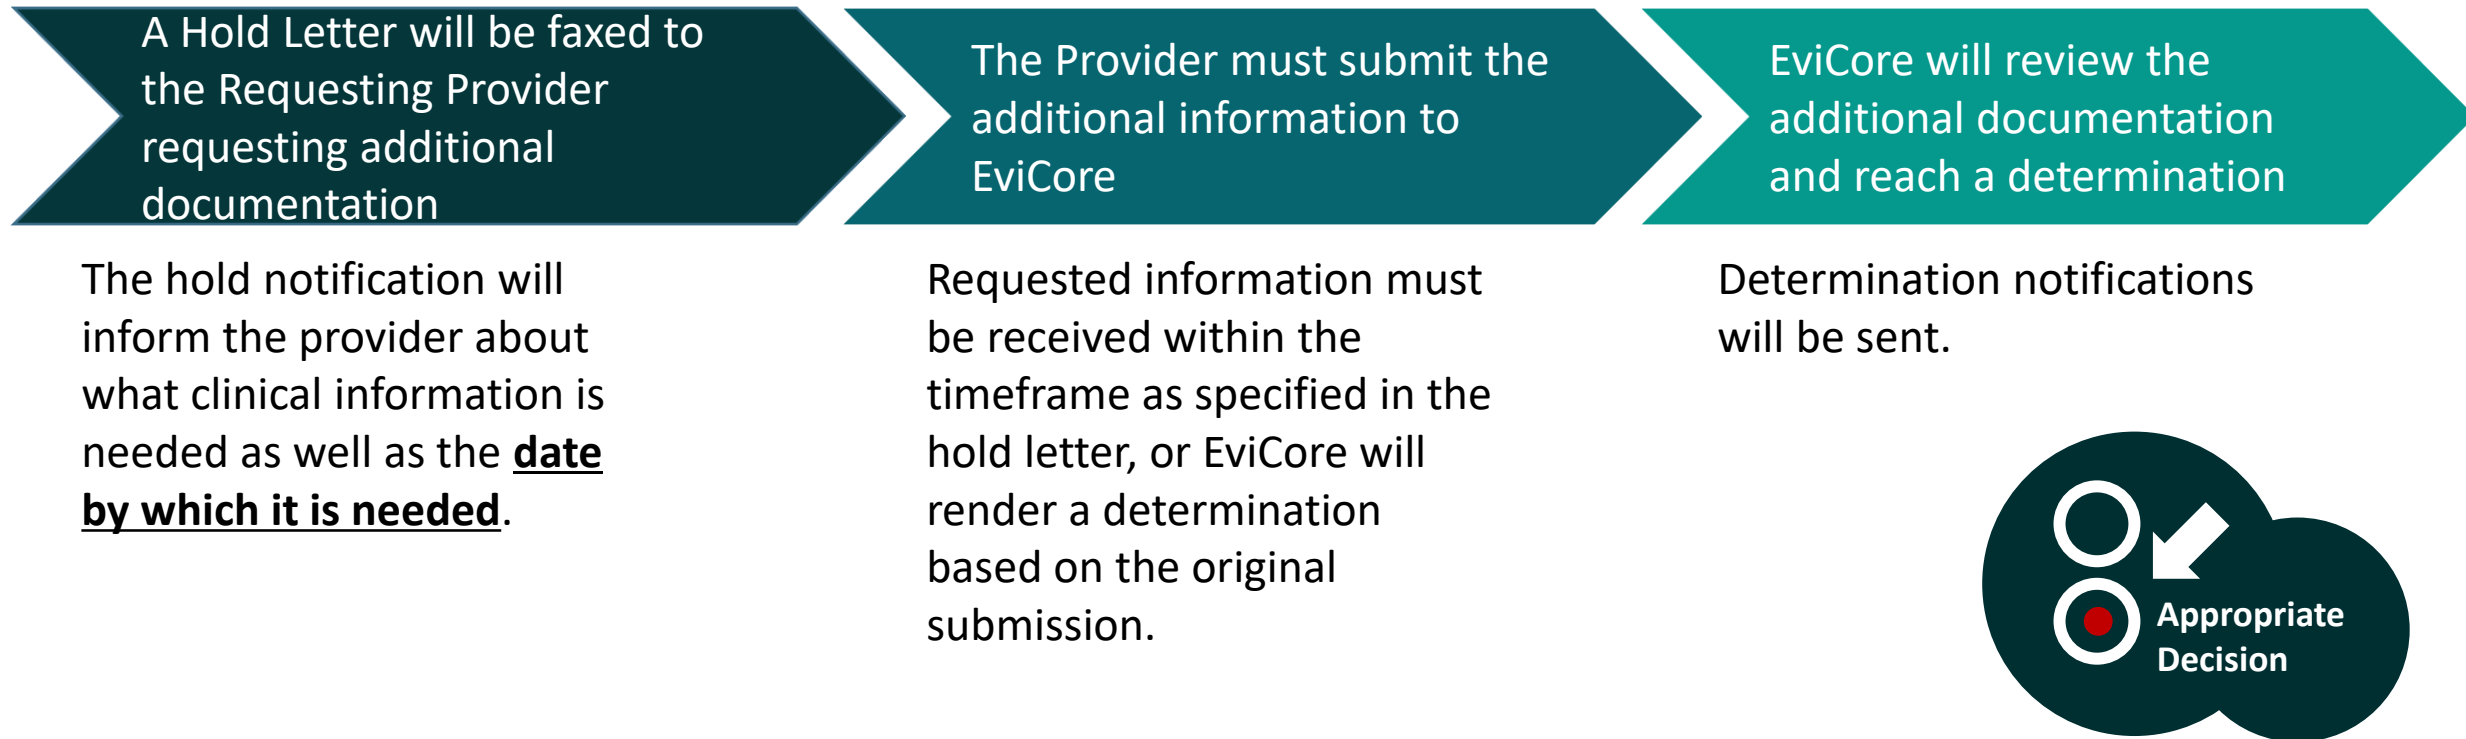 A Hold Letter will be faxed to
the Requesting Provider
requesting additional
documentation
The hold notification will
inform the provider about
what clinical information is
needed as well as the date
by which it is needed.
The Provider must submit the
additional information to
EviCore
Requested information must
be received within the
timeframe as specified in the
hold letter, or EviCore will
render a determination
based on the original
submission.
EviCore will review the
additional documentation
and reach a determination
Determination notifications
will be sent.
Appropriate
Decision